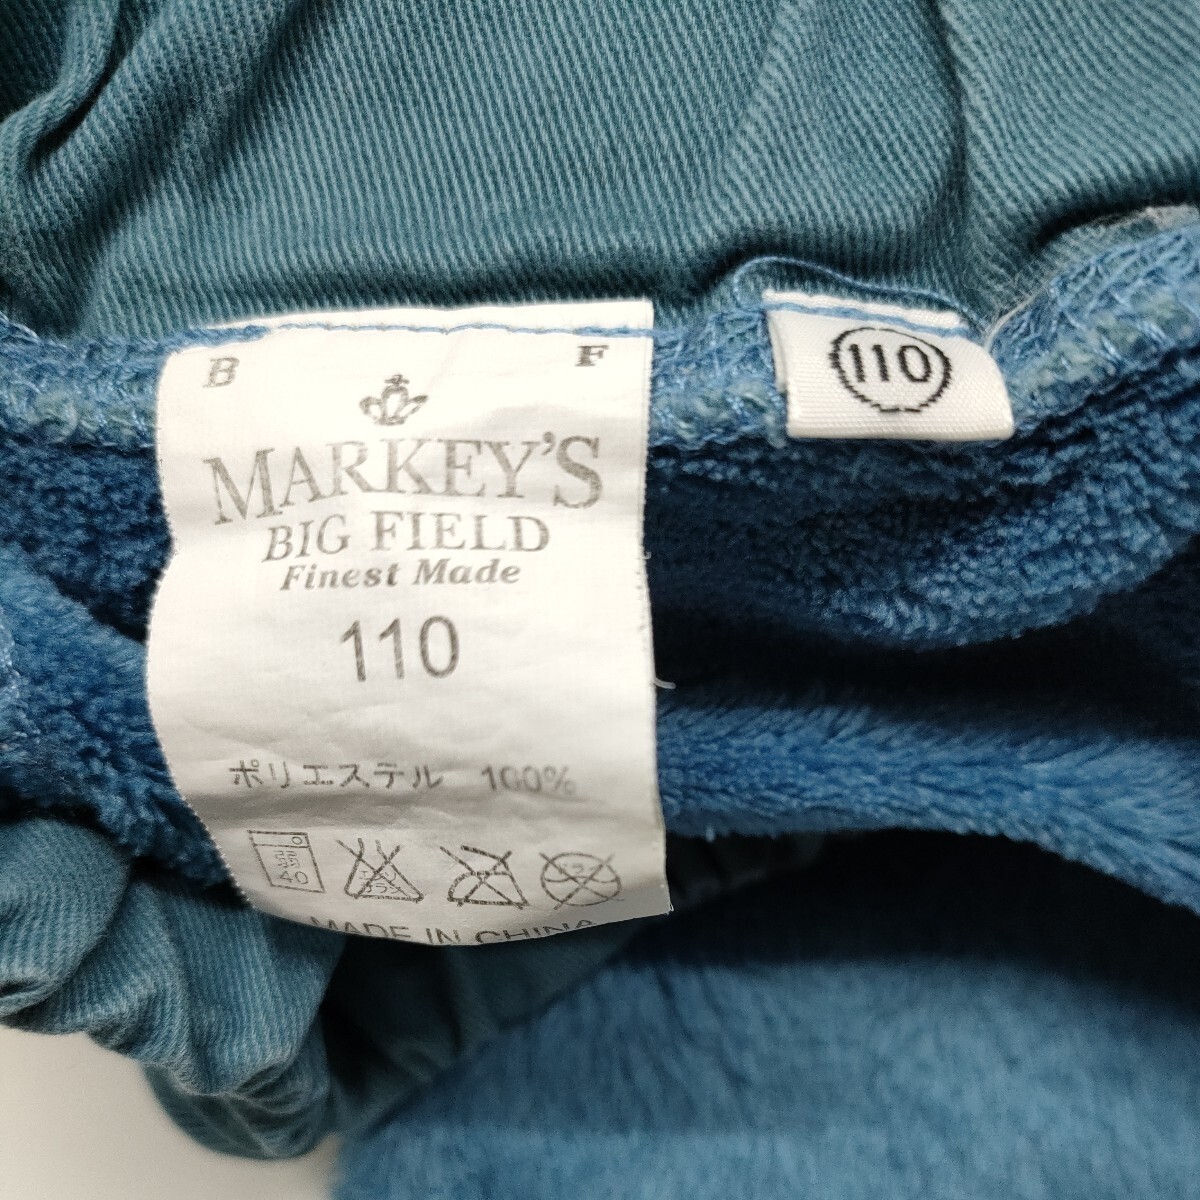 B F
MARKEY'S
BIG FIELD
Finest Made
110
ポリエステル 100%
MADE IN CHINA
110